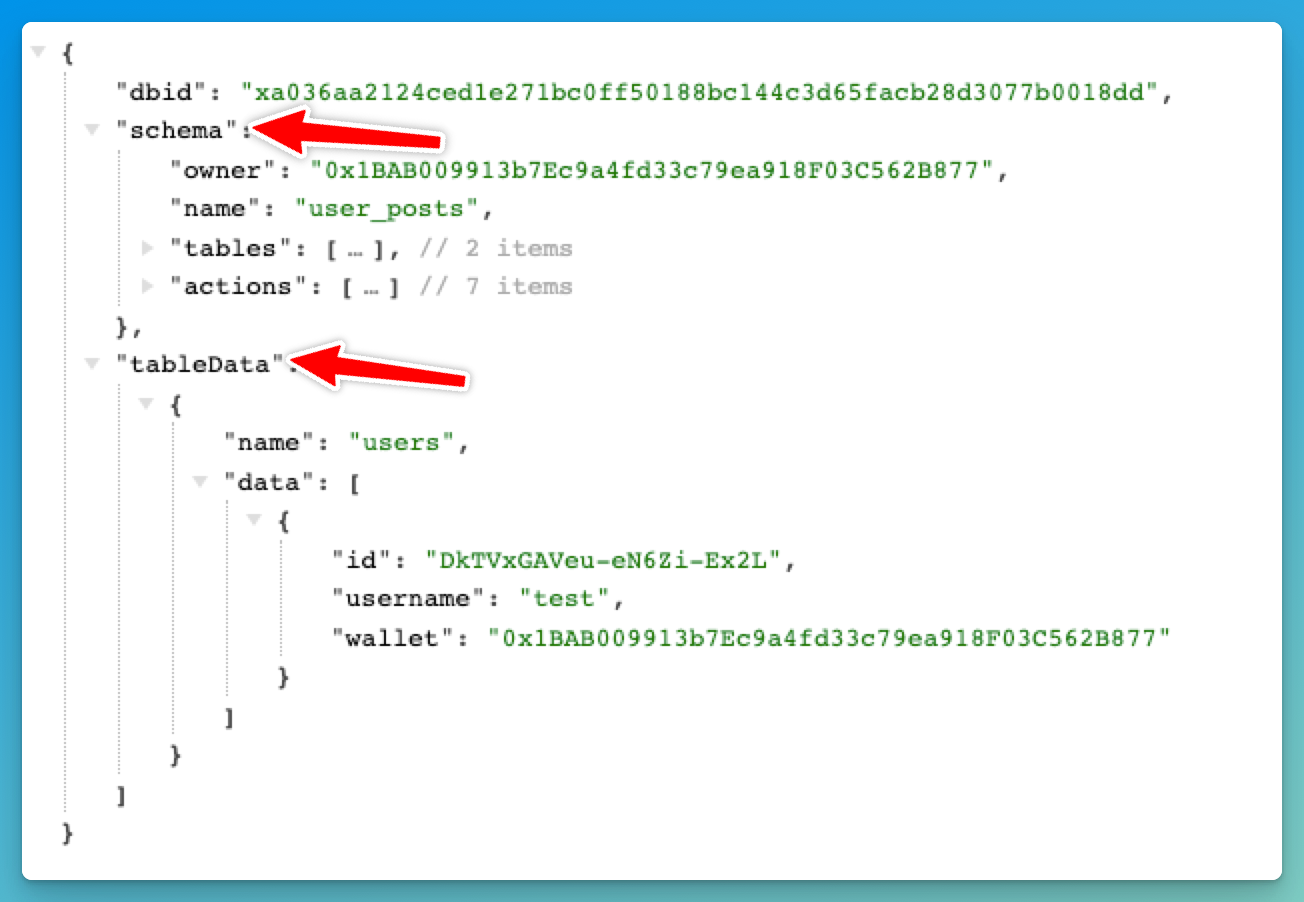 {
"dbid": "xa036aa2124ced1e271bc0ff50188bc144c3d65facb28d3077b0018dd",
"schema":
"owner": "0x1BAB009913b7Ec9a4fd33c79ea918F03C562B877",
"name": "user_posts",
"tables": [ … ], // 2 items
"actions": [ … ] // 7 items
},
"tableData":
{
"name": "users",
"data": [
{
"id": "DkTVxGAVeu-eN6Zi-Ex2L",
"username": "test",
"wallet": "0x1BAB009913b7Ec9a4fd33c79ea918F03C562B877"
}
]
}
]
}